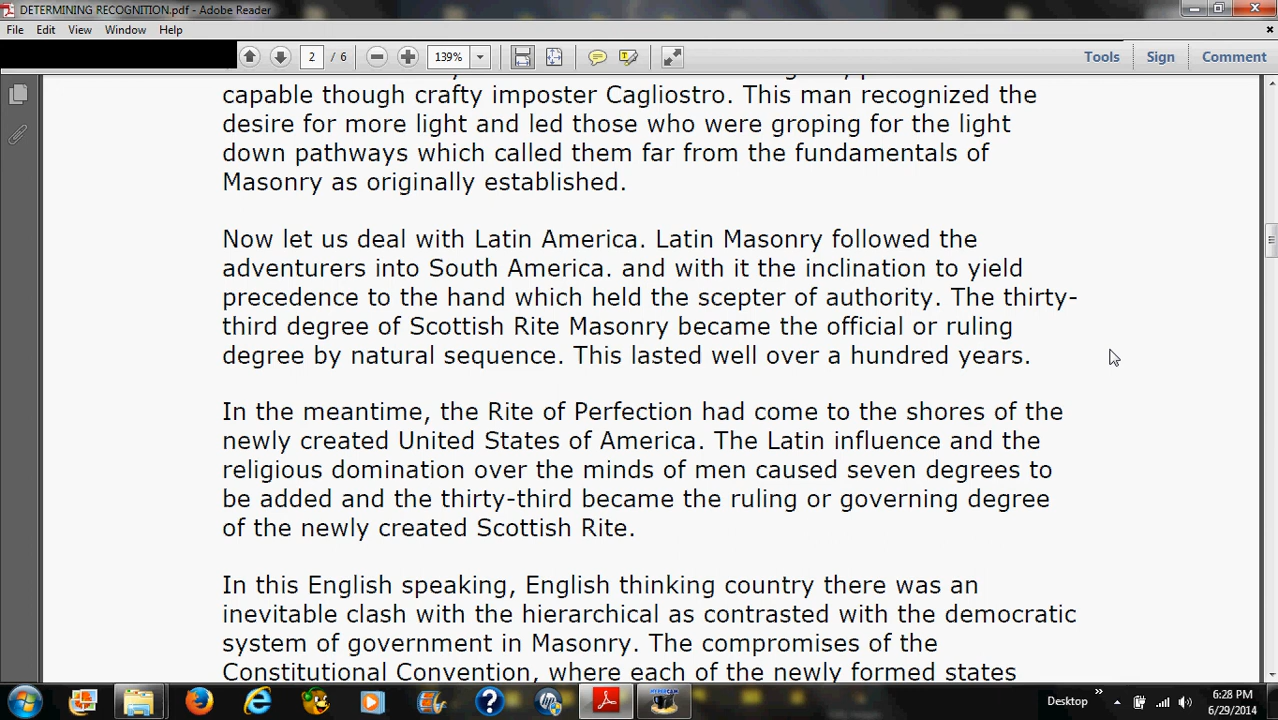 DETERMINING RECOGNITION.pdf - Adobe Reader
File Edit View Window Help
2 / 6 139% Tools Sign Comment
capable though crafty imposter Cagliostro. This man recognized the
desire for more light and led those who were groping for the light
down pathways which called them far from the fundamentals of
Masonry as originally established.
Now let us deal with Latin America. Latin Masonry followed the
adventurers into South America. and with it the inclination to yield
precedence to the hand which held the scepter of authority. The thirty-
third degree of Scottish Rite Masonry became the official or ruling
degree by natural sequence. This lasted well over a hundred years.
In the meantime, the Rite of Perfection had come to the shores of the
newly created United States of America. The Latin influence and the
religious domination over the minds of men caused seven degrees to
be added and the thirty-third became the ruling or governing degree
of the newly created Scottish Rite.
In this English speaking, English thinking country there was an
inevitable clash with the hierarchical as contrasted with the democratic
system of government in Masonry. The compromises of the
Constitutional Convention, where each of the newly formed states
Desktop 6:28 PM
6/29/2014